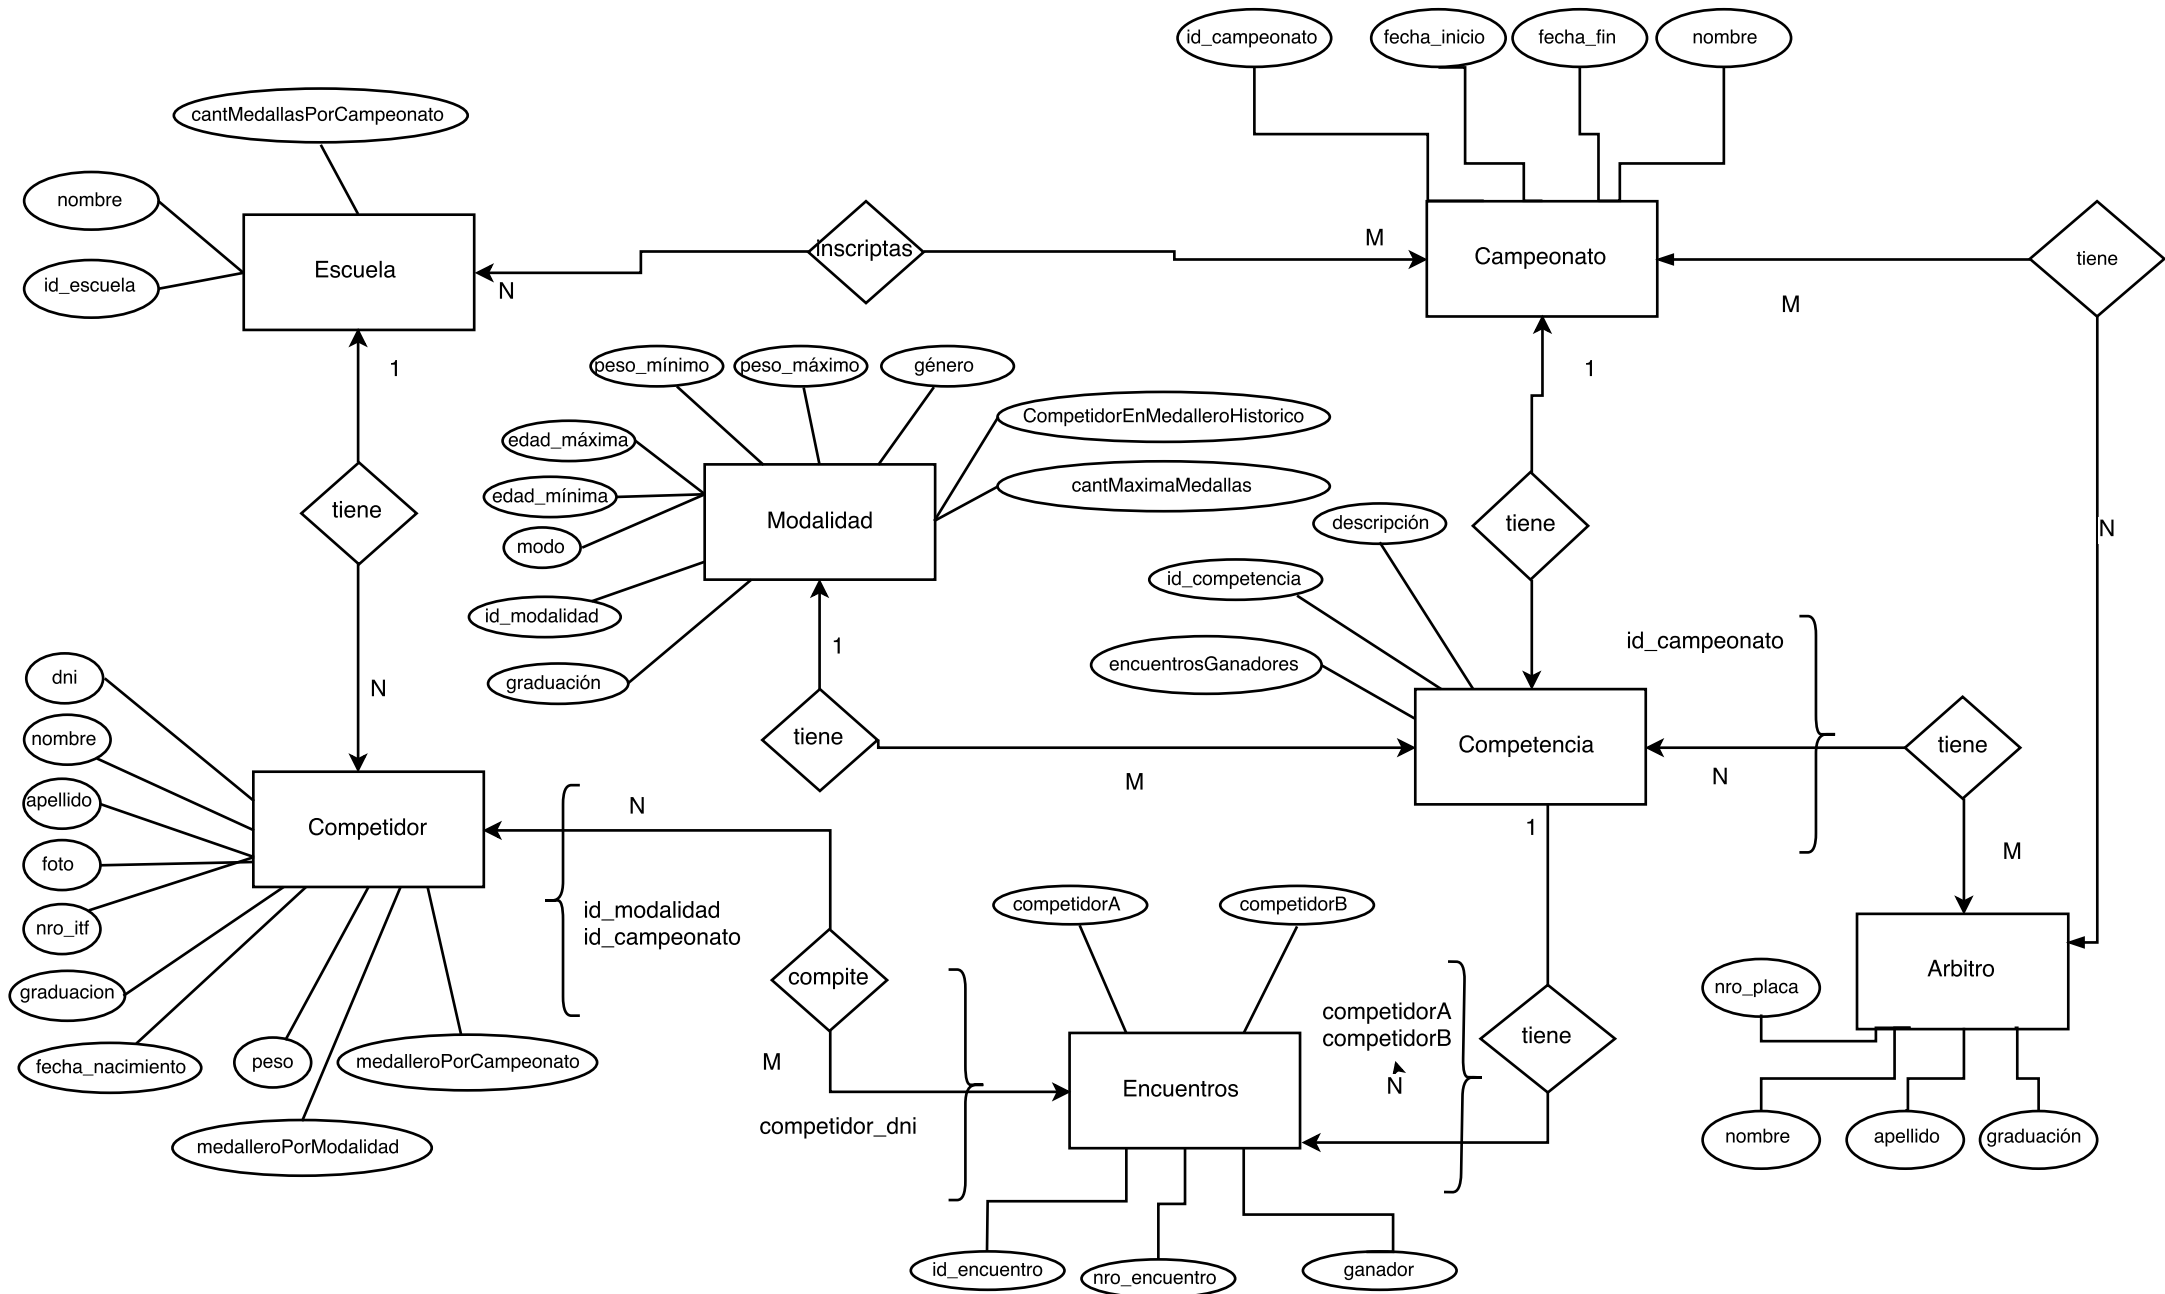 id_campeonato
fecha_inicio
fecha_fin
nombre
cantMedallasPorCampeonato
nombre
id_escuela
Escuela
Inscriptas
M
N
Campeonato
tiene
M
1
1
peso_mínimo
peso_máximo
género
CompetidorEnMedalleroHistorico
cantMaximaMedallas
edad_máxima
edad_mínima
modo
Modalidad
tiene
descripción
tiene
N
id_competencia
id_modalidad
graduación
1
encuentrosGanadores
id_campeonato
dni
N
nombre
tiene
Competencia
tiene
M
N
apellido
Competidor
N
1
M
foto
nro_itf
id_modalidad
id_campeonato
competidorA
competidorB
graduacion
compite
nro_placa
Arbitro
competidorA
competidorB
N
tiene
fecha_nacimiento
peso
medalleroPorCampeonato
M
Encuentros
competidor_dni
medalleroPorModalidad
nombre
apellido
graduación
id_encuentro
nro_encuentro
ganador